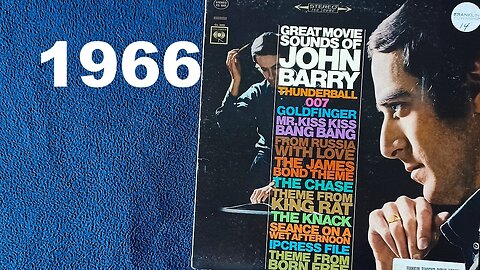 1966
STEREO
GREAT MOVIE
SOUNDS OF
JOHN
BARRY
THUNDERBALL
007
GOLDFINGER
MR. KISS KISS
BANG BANG
FROM RUSSIA
WITH LOVE
THE JAMES
BOND THEME
THE CHASE
THEME FROM
KING RAT
THE KNACK
SEANCE ON A
WET AFTERNOON
IPCRESS FILE
THEME FROM
BORN FREE
14